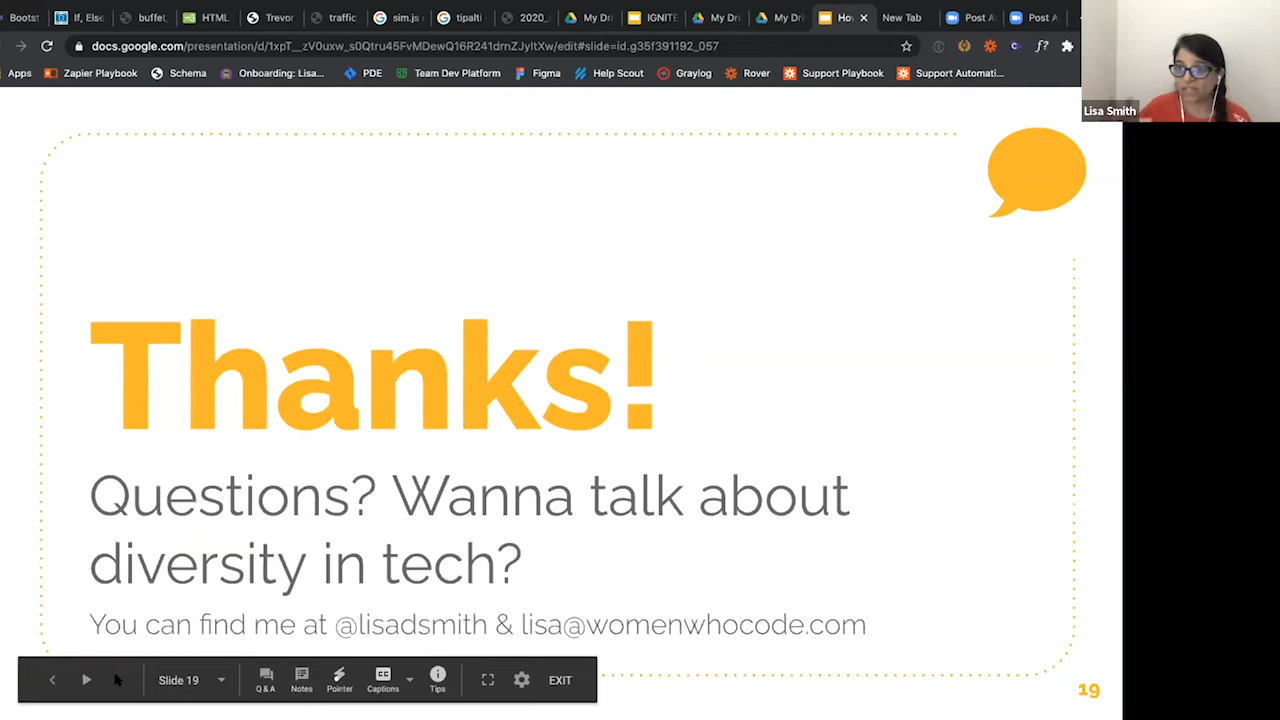 Boots! If, Else buffet, HTML Trevor traffic sim.js tipalti 2020_ My Dri IGNITE My Dri My Dri Hov New Tab Post A Post A
docs.google.com/presentation/d/1xpT__zV0uxw_s0Qtru45FvMDewQ16R241drnZJyltXw/edit#slide=id.g35f391192_057
Apps Zapier Playbook Schema Onboarding: Lisa... PDE Team Dev Platform Figma Help Scout Graylog Rover Support Playbook Support Automati...
Lisa Smith
Thanks!
Questions? Wanna talk about
diversity in tech?
You can find me at @lisadsmith & lisa@womenwhocode.com
Slide 19 Q & A Notes Pointer Captions Tips EXIT
19